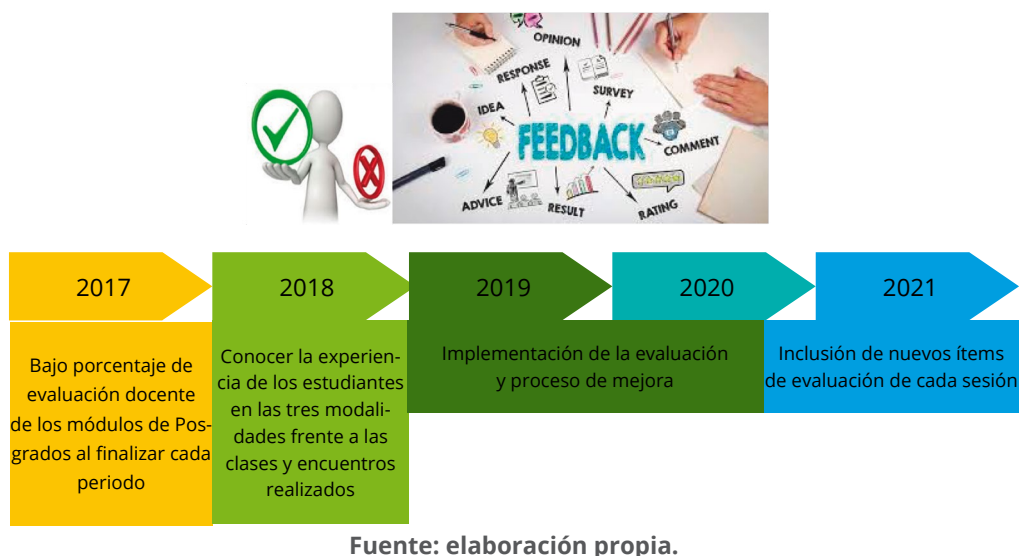 OPINION
RESPONSE
SURVEY
IDEA
FEEDBACK
COMMENT
ADVICE
RESULT
RATING
2017
2018
2019
2020
2021
Bajo porcentaje de
evaluación docente
de los módulos de Pos-
grados al finalizar cada
periodo
Conocer la experien-
cia de los estudiantes
en las tres modali-
dades frente a las
clases y encuentros
realizados
Implementación de la evaluación
y proceso de mejora
Inclusión de nuevos ítems
de evaluación de cada sesión
Fuente: elaboración propia.